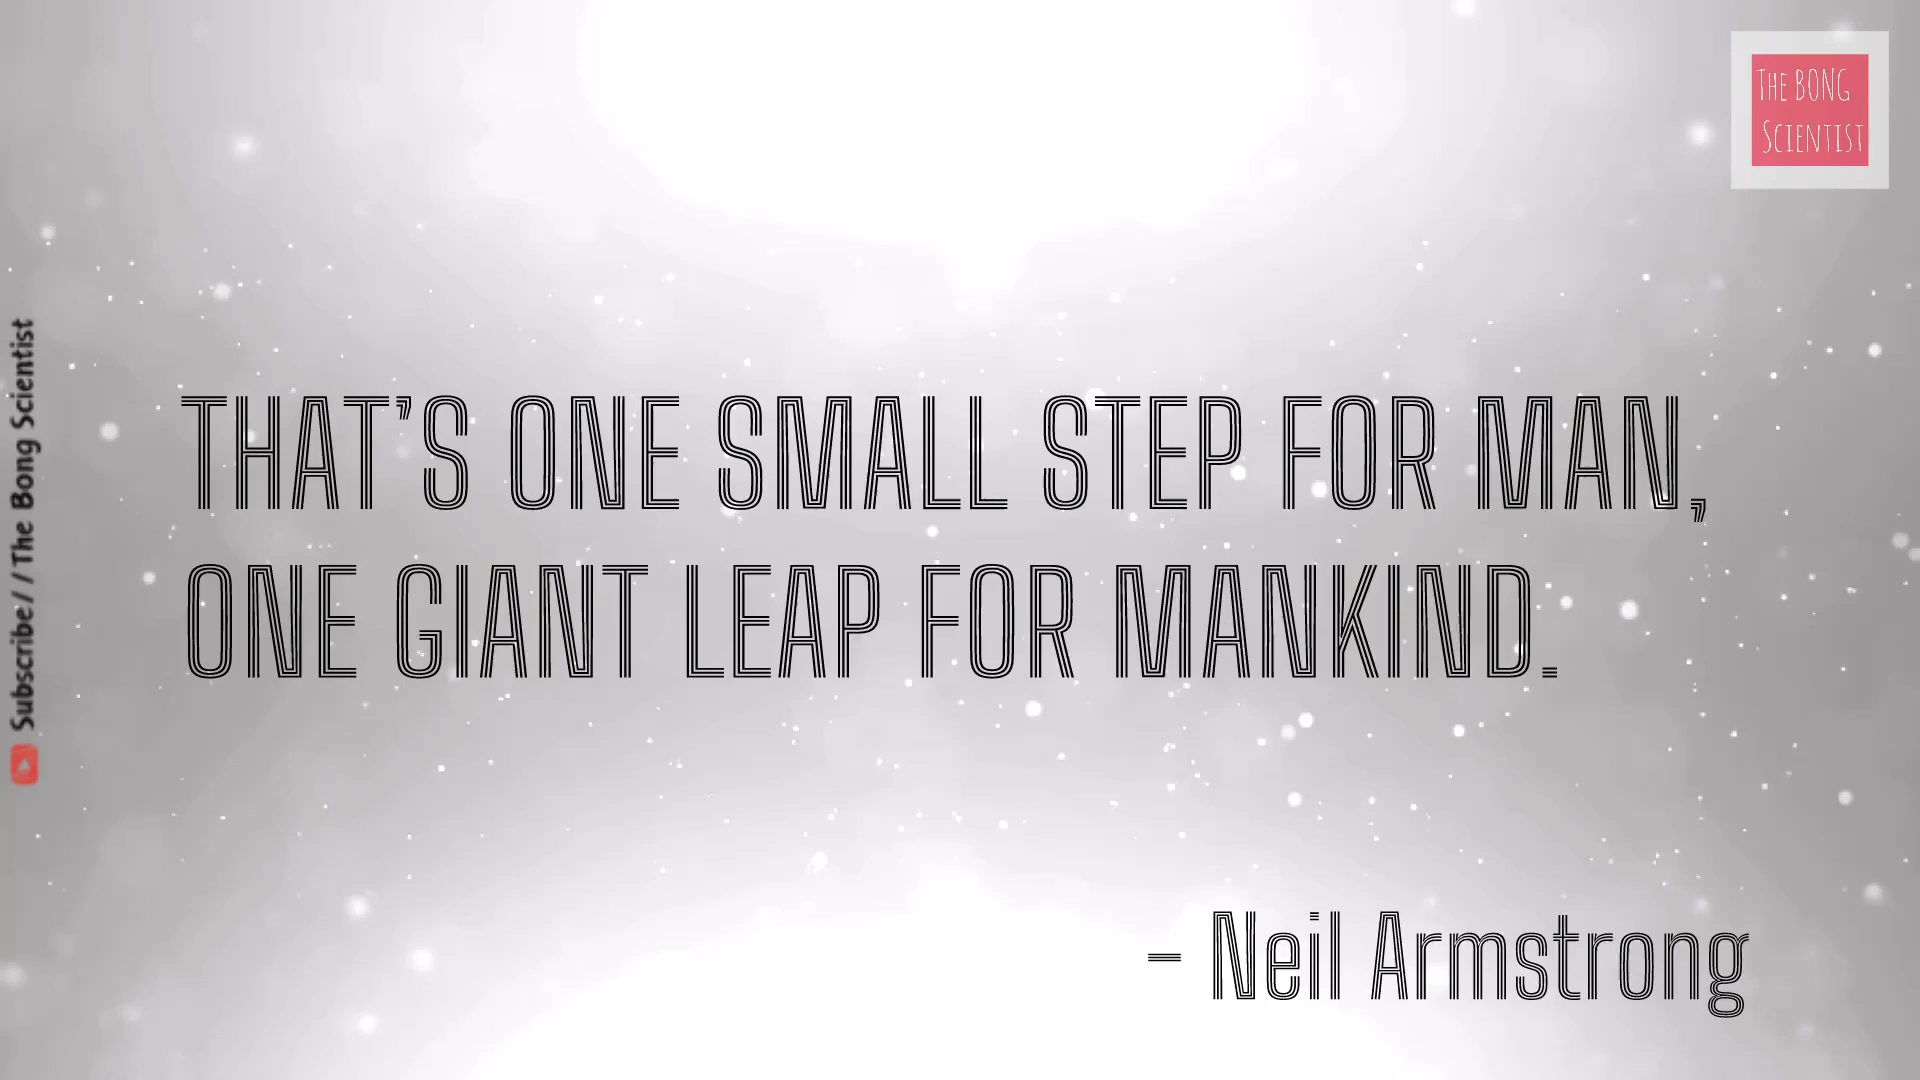 The BONG
Scientist
THAT'S ONE SMALL STEP FOR MAN,
ONE GIANT LEAP FOR MANKIND.
– Neil Armstrong
Subscribe / / The Bong Scientist